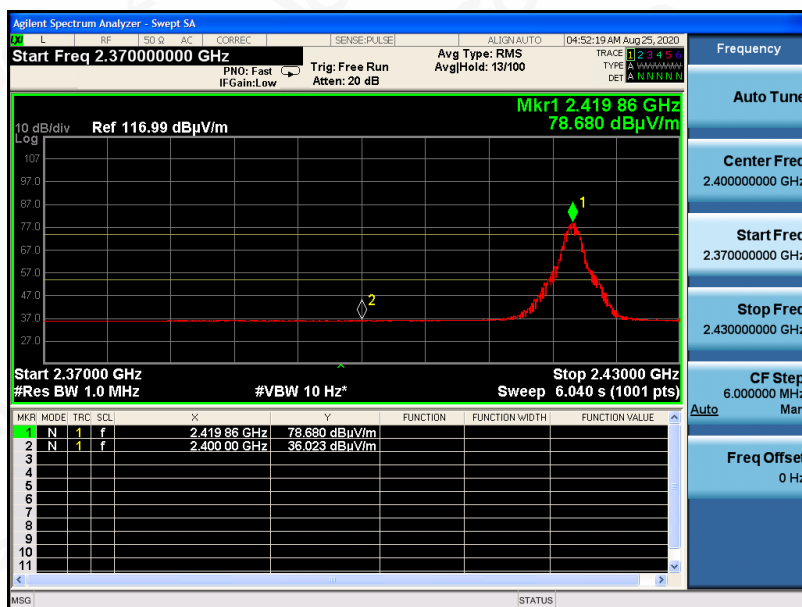 Agilent Spectrum Analyzer - Swept SA
LXI L RF 50 Ω AC CORREC SENSE:PULSE ALIGN AUTO 04:52:19 AM Aug 25, 2020
Start Freq 2.370000000 GHz
PNO: Fast
IFGain:Low
Trig: Free Run
Atten: 20 dB
Avg Type: RMS
Avg|Hold: 13/100
TRACE 1 2 3 4 5 6
TYPE A WWWWW
DET A N N N N N
Mkr1 2.419 86 GHz
78.680 dBµV/m
10 dB/div Ref 116.99 dBµV/m
Log
107
97.0
87.0
77.0
67.0
57.0
47.0
37.0
27.0
1
2
Start 2.37000 GHz Stop 2.43000 GHz
#Res BW 1.0 MHz #VBW 10 Hz* Sweep 6.040 s (1001 pts)
MKR MODE TRC SCL X Y FUNCTION FUNCTION WIDTH FUNCTION VALUE
1 N 1 f 2.419 86 GHz 78.680 dBµV/m
2 N 1 f 2.400 00 GHz 36.023 dBµV/m
3
4
5
6
7
8
9
10
11
MSG STATUS
Frequency
Auto Tune
Center Freq
2.400000000 GHz
Start Freq
2.370000000 GHz
Stop Freq
2.430000000 GHz
CF Step
6.000000 MHz
Auto Man
Freq Offset
0 Hz